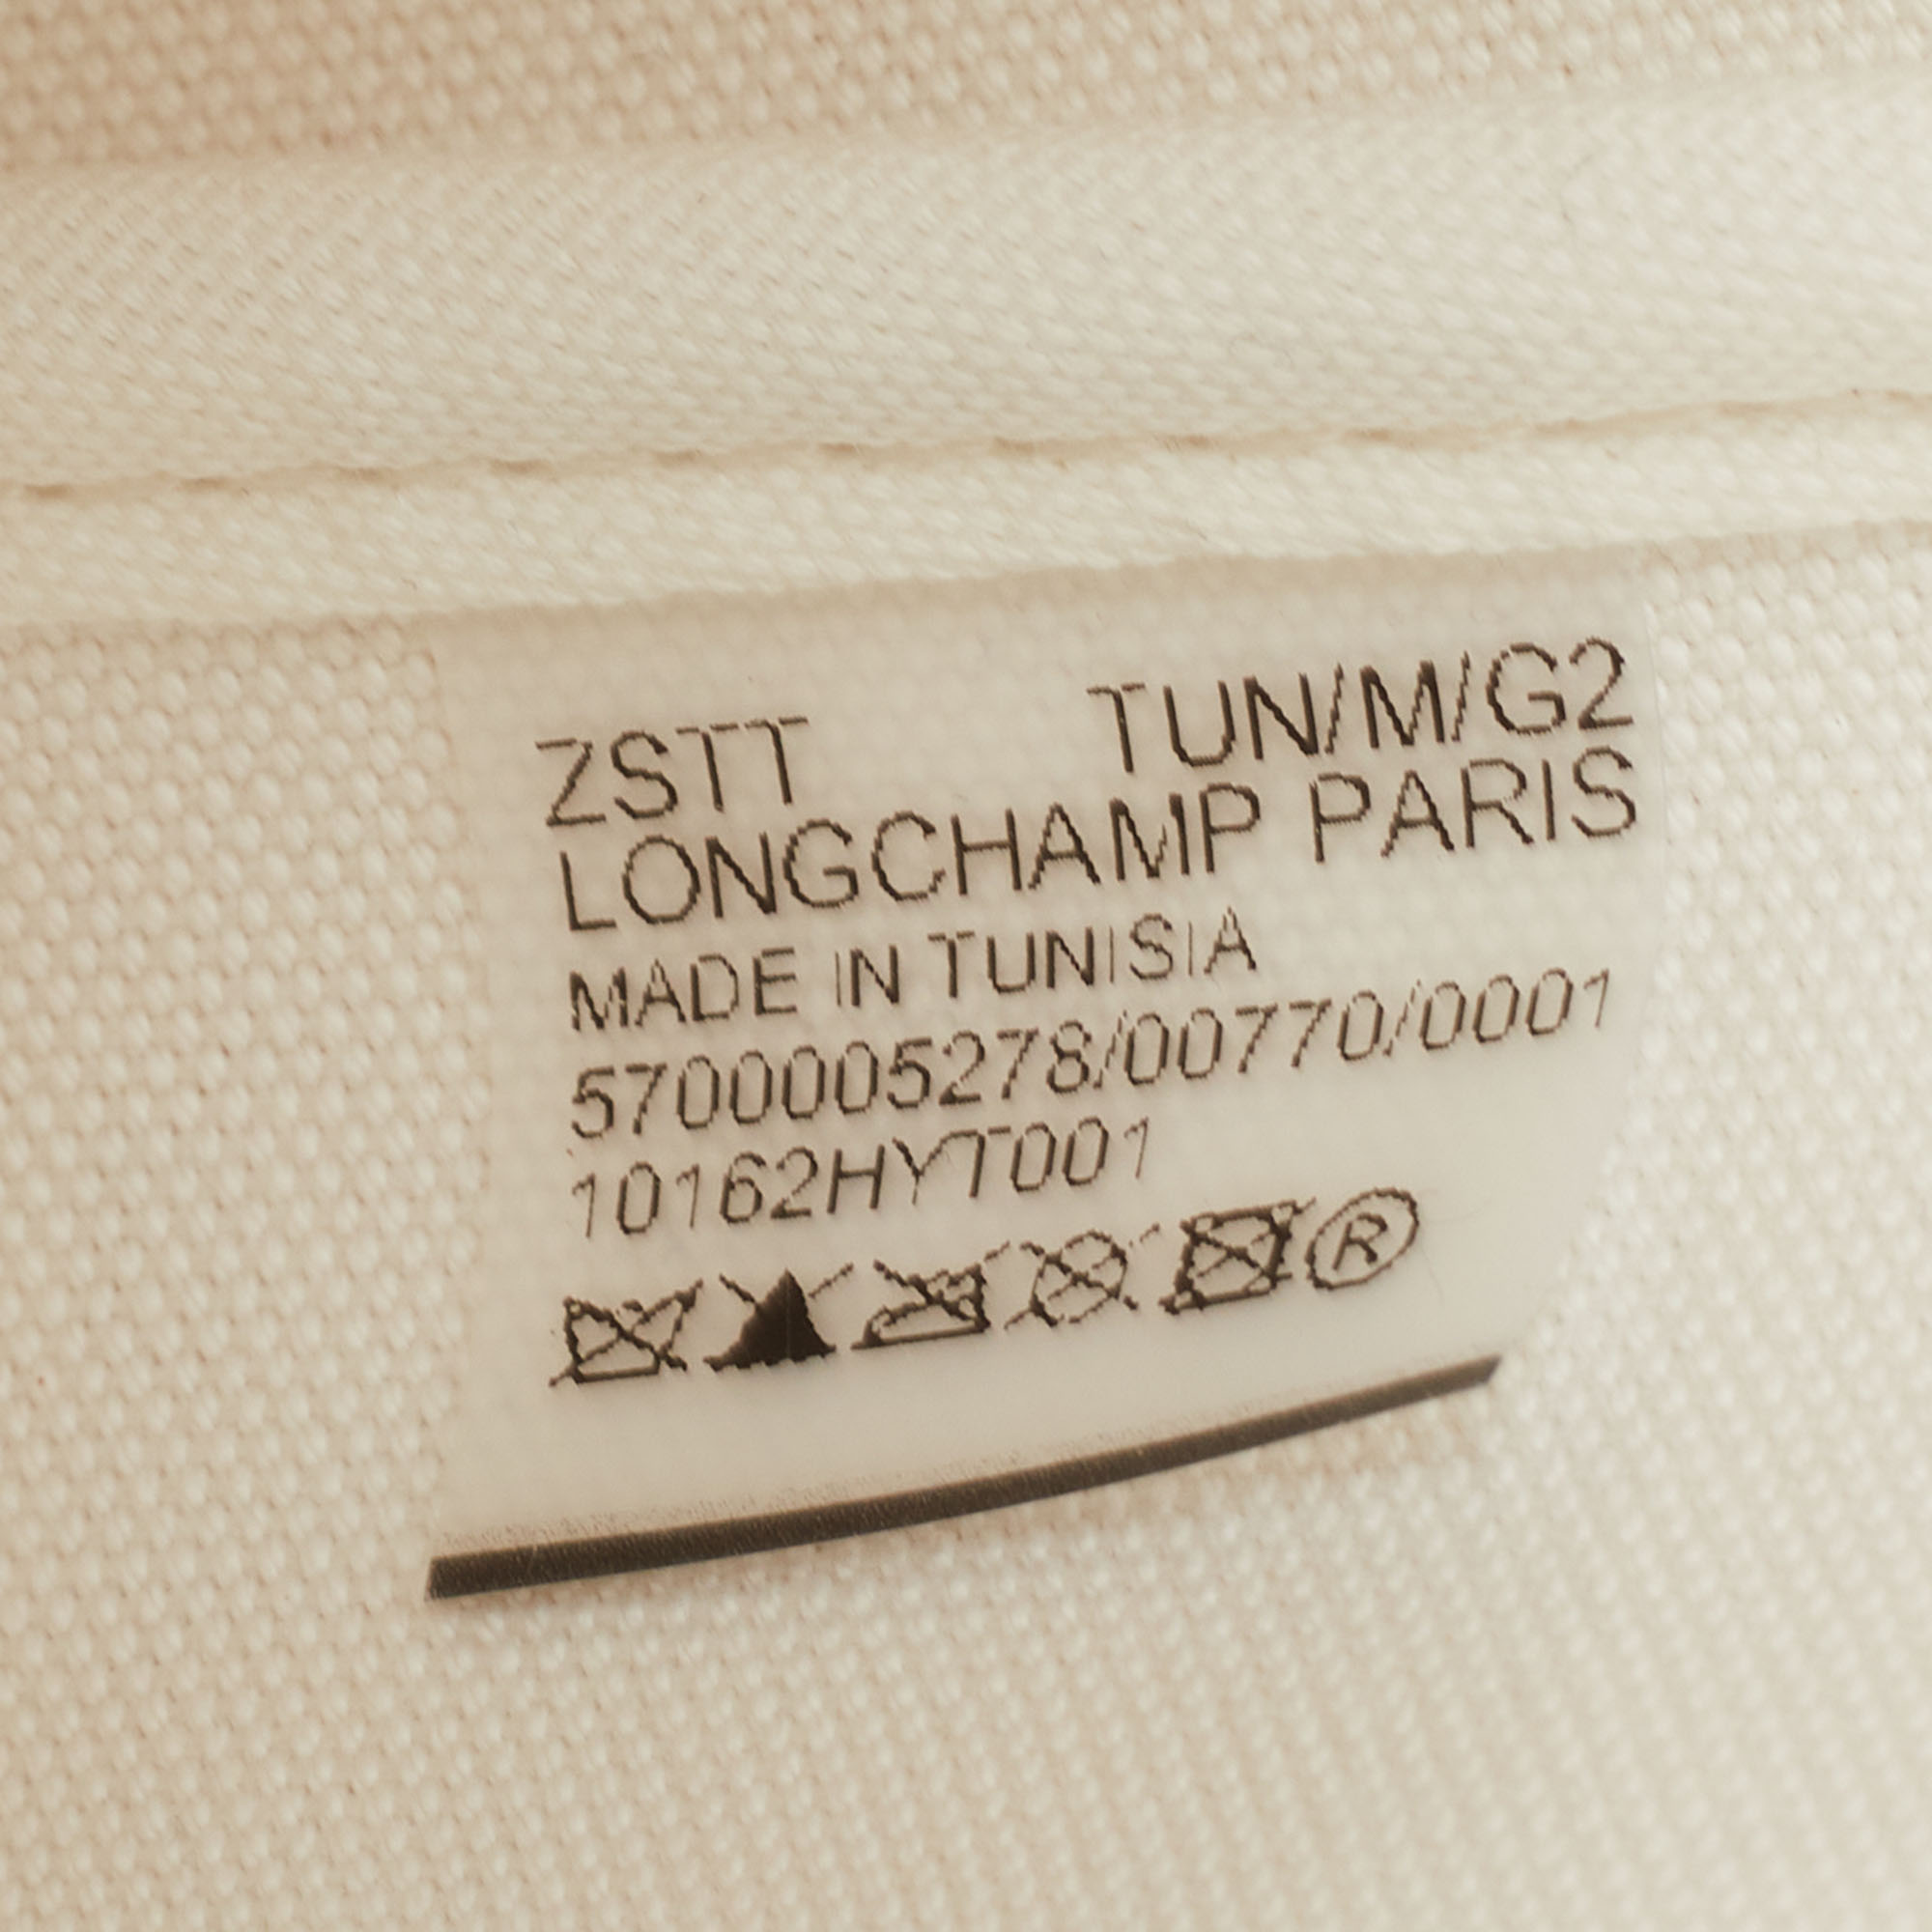 ZSTT TUN/M/G2
LONGCHAMP PARIS
MADE IN TUNISIA
5700005278/00770/0001
10162HYT001
®